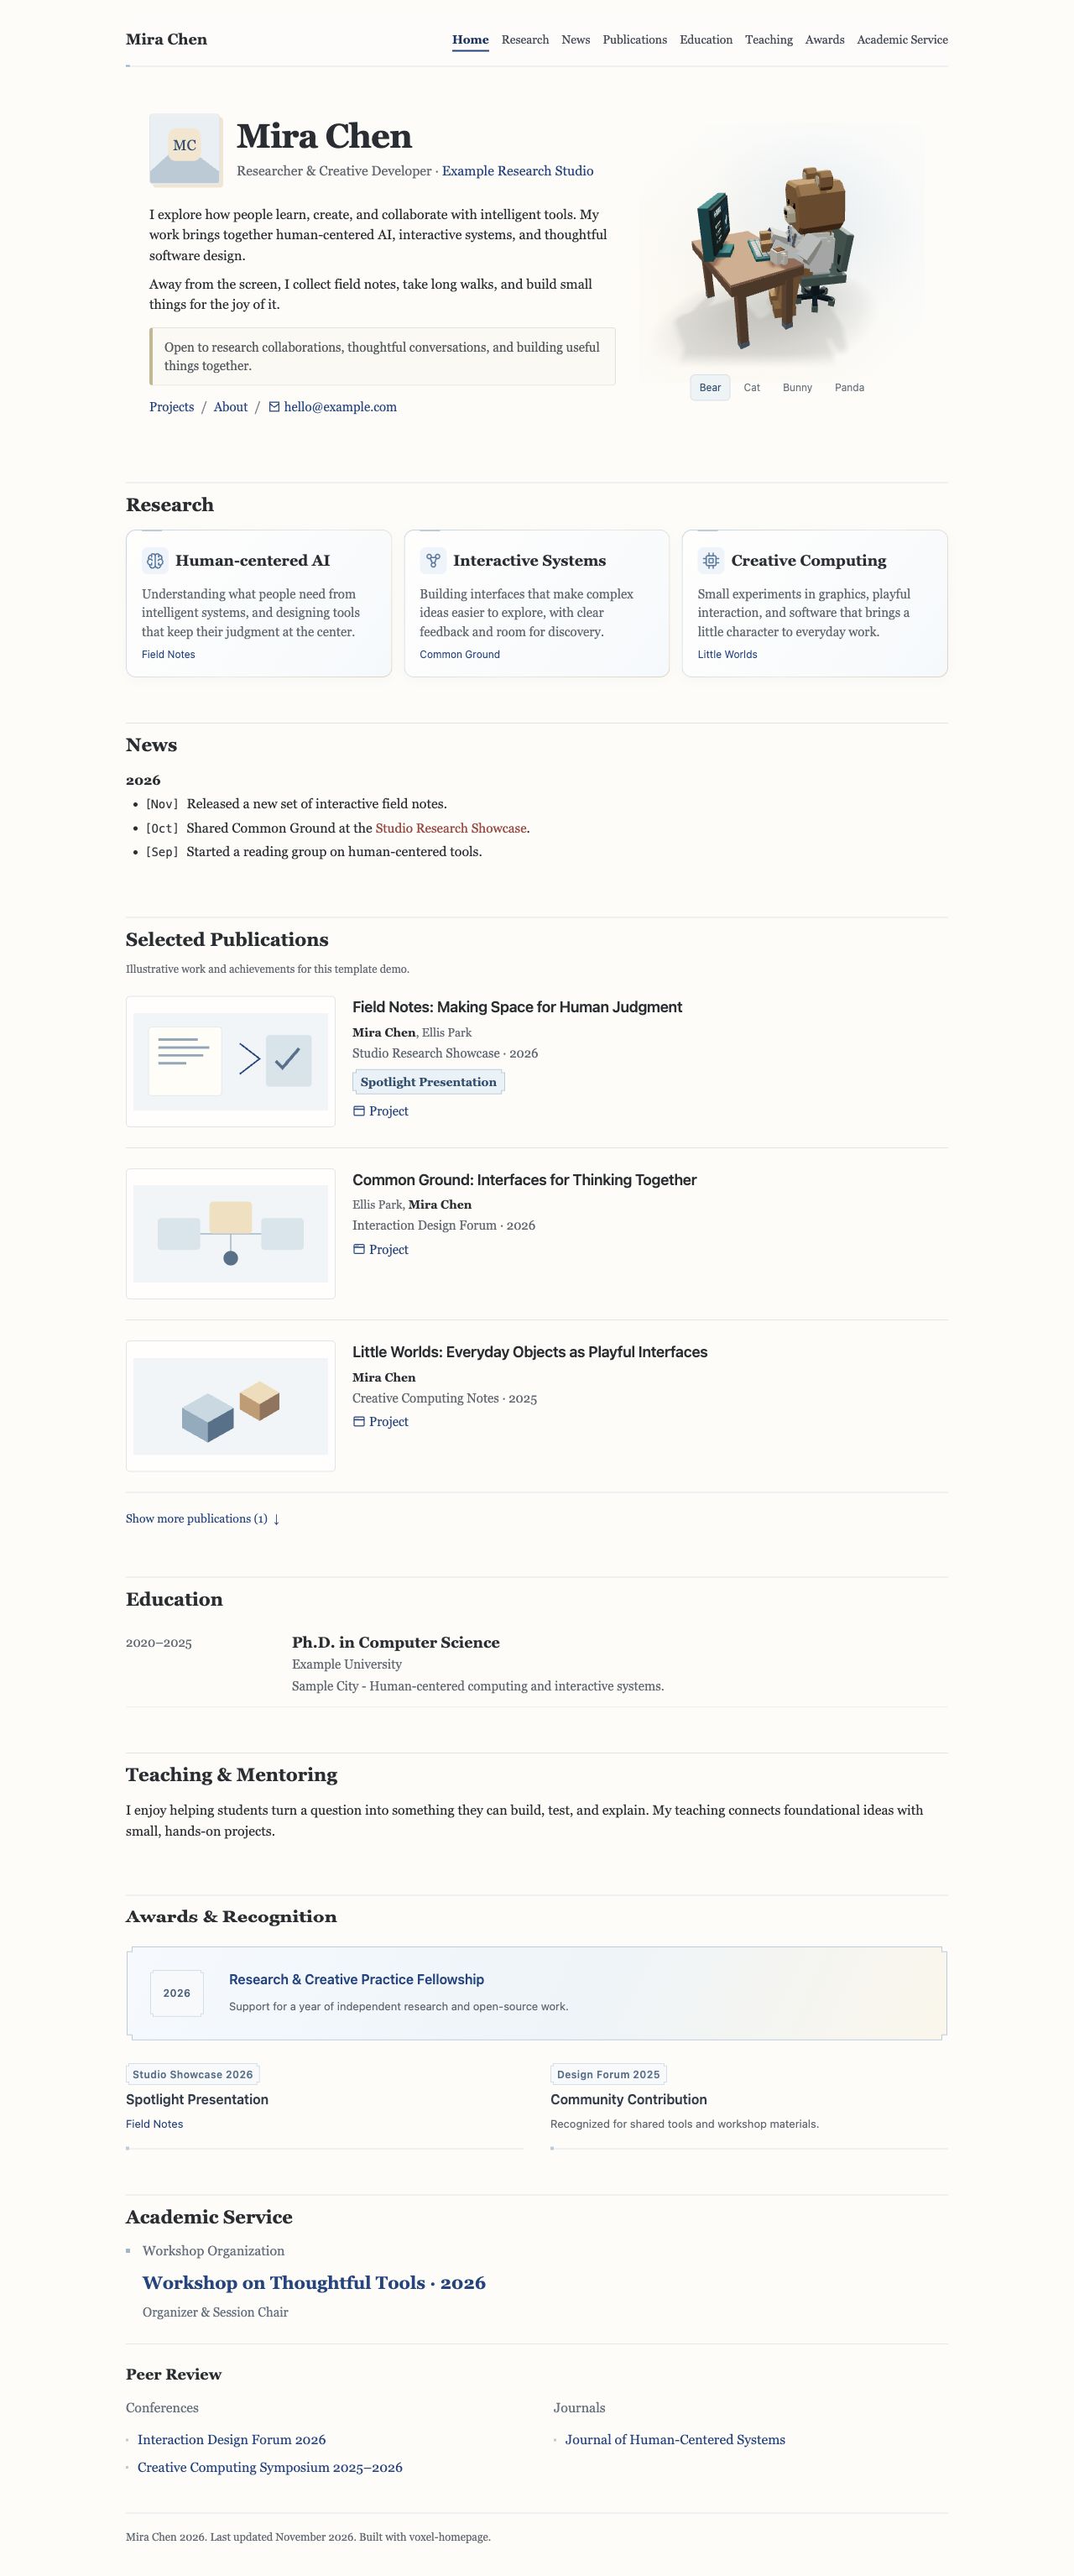 Mira Chen
Home Research News Publications Education Teaching Awards Academic Service
MC
Mira Chen
Researcher & Creative Developer · Example Research Studio
I explore how people learn, create, and collaborate with intelligent tools. My
work brings together human-centered AI, interactive systems, and thoughtful
software design.
Away from the screen, I collect field notes, take long walks, and build small
things for the joy of it.
Open to research collaborations, thoughtful conversations, and building useful
things together.
Projects / About / hello@example.com
Bear Cat Bunny Panda
Research
Human-centered AI
Understanding what people need from
intelligent systems, and designing tools
that keep their judgment at the center.
Field Notes
Interactive Systems
Building interfaces that make complex
ideas easier to explore, with clear
feedback and room for discovery.
Common Ground
Creative Computing
Small experiments in graphics, playful
interaction, and software that brings a
little character to everyday work.
Little Worlds
News
2026
[Nov] Released a new set of interactive field notes.
[Oct] Shared Common Ground at the Studio Research Showcase.
[Sep] Started a reading group on human-centered tools.
Selected Publications
Illustrative work and achievements for this template demo.
Field Notes: Making Space for Human Judgment
Mira Chen, Ellis Park
Studio Research Showcase · 2026
Spotlight Presentation
Project
Common Ground: Interfaces for Thinking Together
Ellis Park, Mira Chen
Interaction Design Forum · 2026
Project
Little Worlds: Everyday Objects as Playful Interfaces
Mira Chen
Creative Computing Notes · 2025
Project
Show more publications (1) ↓
Education
2020–2025
Ph.D. in Computer Science
Example University
Sample City - Human-centered computing and interactive systems.
Teaching & Mentoring
I enjoy helping students turn a question into something they can build, test, and explain. My teaching connects foundational ideas with
small, hands-on projects.
Awards & Recognition
2026
Research & Creative Practice Fellowship
Support for a year of independent research and open-source work.
Studio Showcase 2026
Spotlight Presentation
Field Notes
Design Forum 2025
Community Contribution
Recognized for shared tools and workshop materials.
Academic Service
Workshop Organization
Workshop on Thoughtful Tools · 2026
Organizer & Session Chair
Peer Review
Conferences
Interaction Design Forum 2026
Creative Computing Symposium 2025–2026
Journals
Journal of Human-Centered Systems
Mira Chen 2026. Last updated November 2026. Built with voxel-homepage.